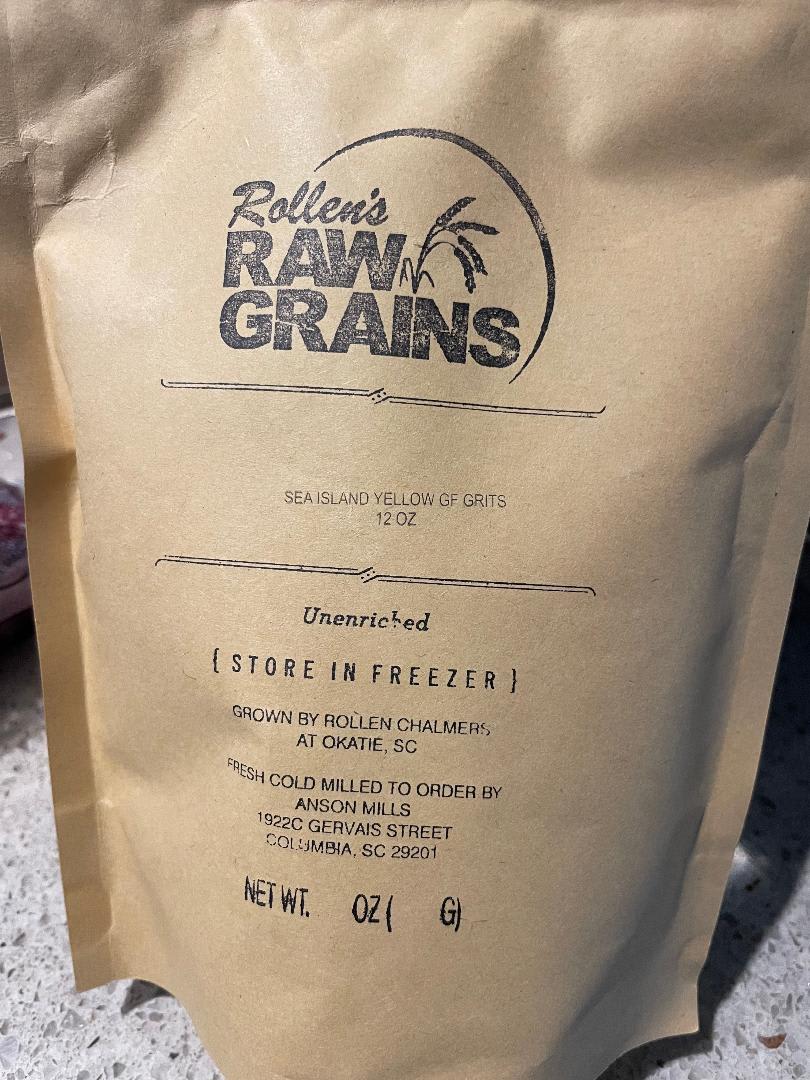 Rollen's
RAW
GRAINS
SEA ISLAND YELLOW GF GRITS
12 OZ
Unenriched
{ STORE IN FREEZER }
GROWN BY ROLLEN CHALMERS
AT OKATIE, SC
FRESH COLD MILLED TO ORDER BY
ANSON MILLS
1922C GERVAIS STREET
COLUMBIA, SC 29201
NET WT. OZ ( G)